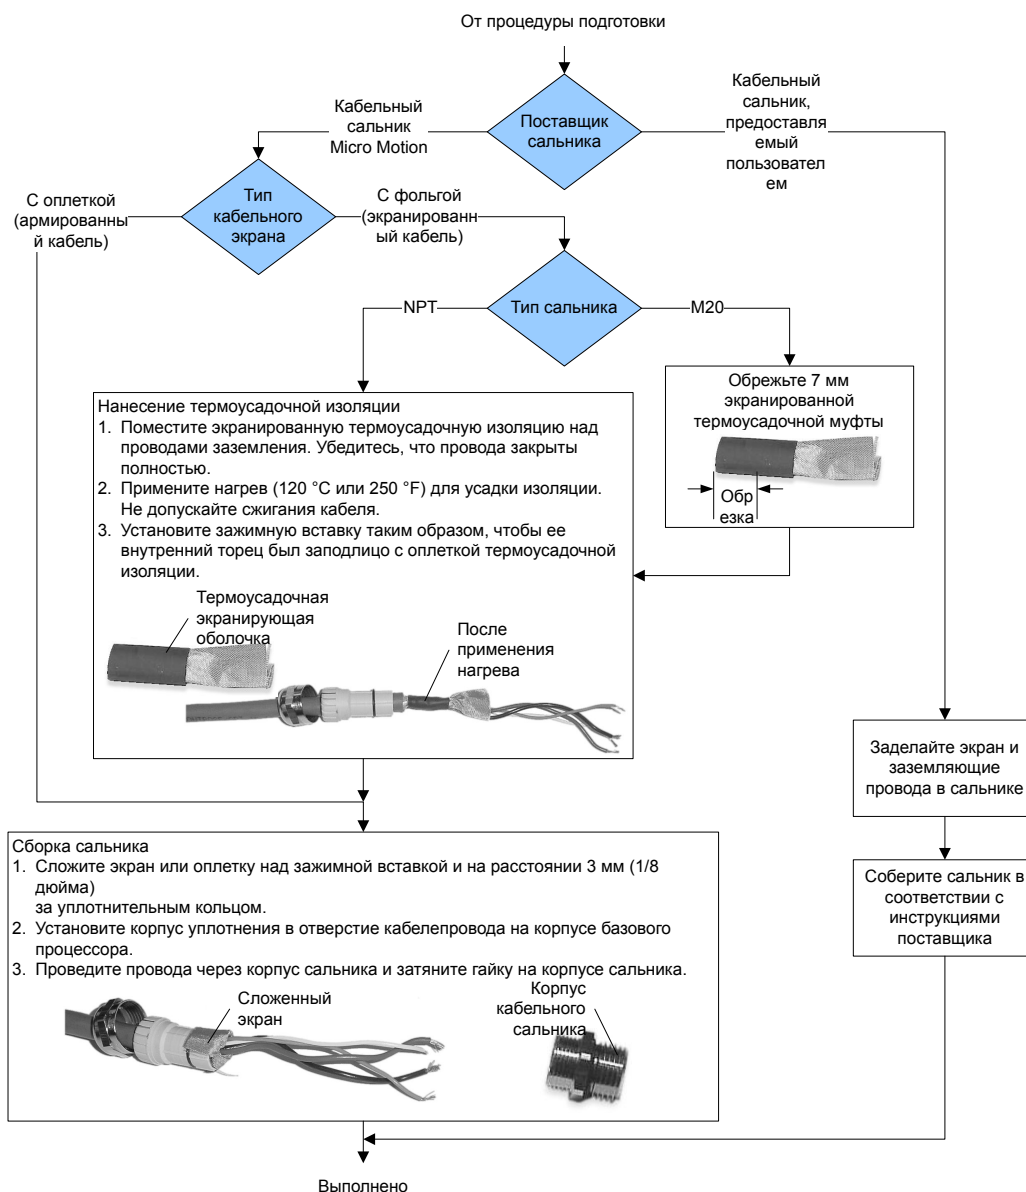 От процедуры подготовки
Поставщик
сальника
Кабельный
сальник
Micro Motion
Кабельный
сальник,
предоставля
емый
пользовател
ем
Тип
кабельного
экрана
С оплеткой
(армированны
й кабель)
С фольгой
(экранированн
ый кабель)
Тип сальника
NPT
M20
Обрежьте 7 мм
экранированной
термоусадочной муфты
Обр
езка
Нанесение термоусадочной изоляции
1. Поместите экранированную термоусадочную изоляцию над
проводами заземления. Убедитесь, что провода закрыты
полностью.
2. Примените нагрев (120 °C или 250 °F) для усадки изоляции.
Не допускайте сжигания кабеля.
3. Установите зажимную вставку таким образом, чтобы ее
внутренний торец был заподлицо с оплеткой термоусадочной
изоляции.
Термоусадочная
экранирующая
оболочка
После
применения
нагрева
Заделайте экран и
заземляющие
провода в сальнике
Соберите сальник в
соответствии с
инструкциями
поставщика
Сборка сальника
1. Сложите экран или оплетку над зажимной вставкой и на расстоянии 3 мм (1/8
дюйма)
за уплотнительным кольцом.
2. Установите корпус уплотнения в отверстие кабелепровода на корпусе базового
процессора.
3. Проведите провода через корпус сальника и затяните гайку на корпусе сальника.
Сложенный
экран
Корпус
кабельного
сальника
Выполнено